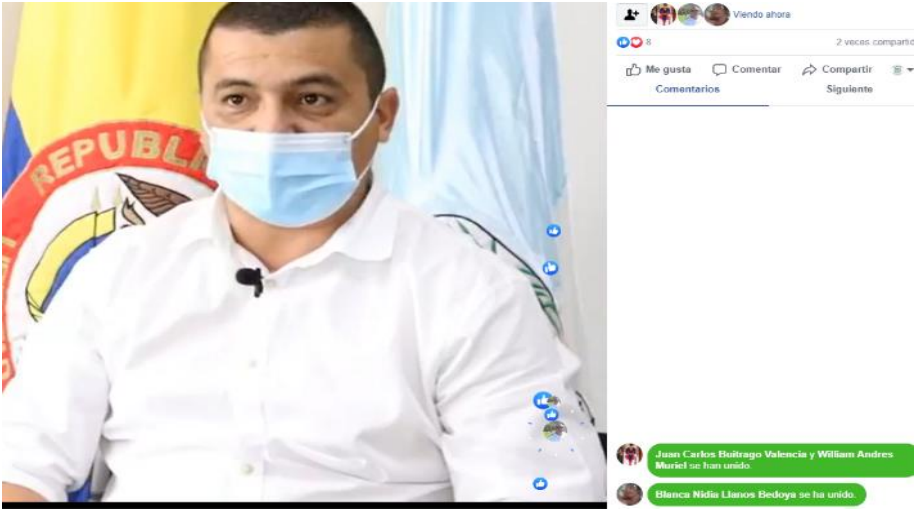 REPUBL
Viendo ahora
8
2 veces compartid
Me gusta
Comentar
Compartir
Comentarios
Siguiente
Juan Carlos Buitrago Valencia y William Andres
Muriel se han unido.
Blanca Nidia Llanos Bedoya se ha unido.